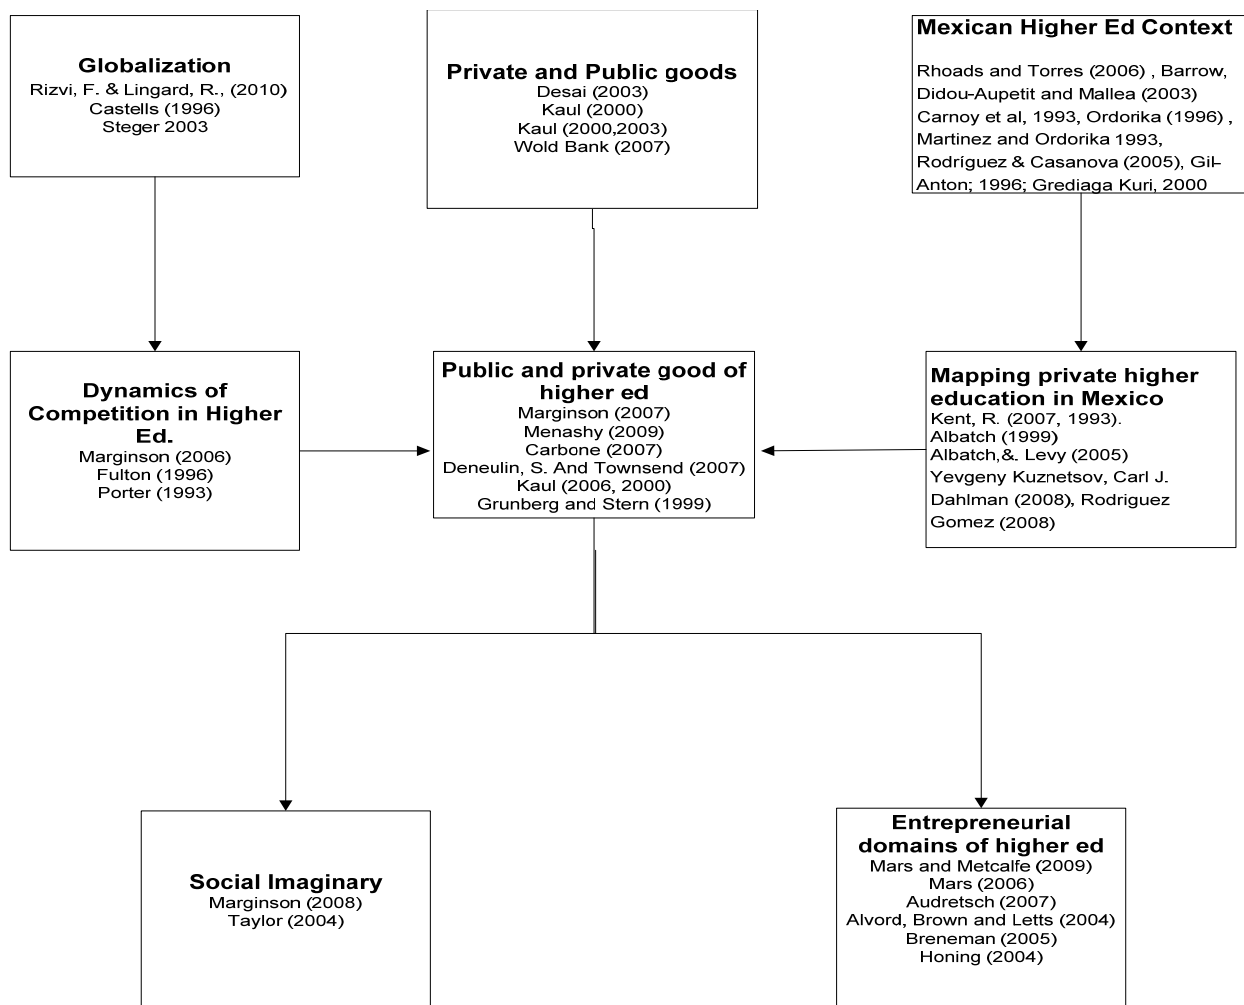 Globalization
Rizvi, F. & Lingard, R., (2010)
Castells (1996)
Steger 2003
Private and Public goods
Desai (2003)
Kaul (2000)
Kaul (2000,2003)
Wold Bank (2007)
Mexican Higher Ed Context
Rhoads and Torres (2006) , Barrow,
Didou-Aupetit and Mallea (2003)
Carnoy et al, 1993, Ordorika (1996) ,
Martinez and Ordorika 1993,
Rodríguez & Casanova (2005), Gil-
Anton; 1996; Grediaga Kuri, 2000
Dynamics of
Competition in Higher
Ed.
Marginson (2006)
Fulton (1996)
Porter (1993)
Public and private good of
higher ed
Marginson (2007)
Menashy (2009)
Carbone (2007)
Deneulin, S. And Townsend (2007)
Kaul (2006, 2000)
Grunberg and Stern (1999)
Mapping private higher
education in Mexico
Kent, R. (2007, 1993).
Albatch (1999)
Albatch,&. Levy (2005)
Yevgeny Kuznetsov, Carl J.
Dahlman (2008), Rodriguez
Gomez (2008)
Social Imaginary
Marginson (2008)
Taylor (2004)
Entrepreneurial
domains of higher ed
Mars and Metcalfe (2009)
Mars (2006)
Audretsch (2007)
Alvord, Brown and Letts (2004)
Breneman (2005)
Honing (2004)